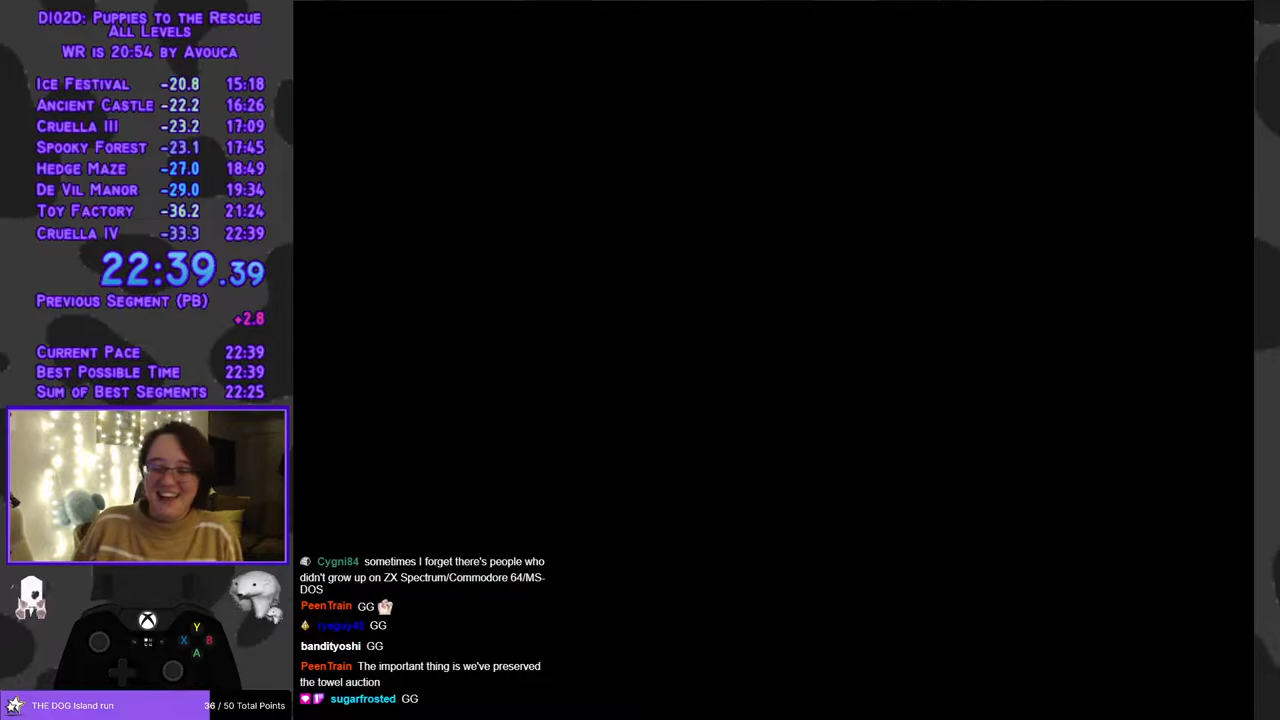 D102D: Puppies to the Rescue
All Levels
WR is 20:54 by Avouca
Ice Festival -20.8 15:18
Ancient Castle -22.2 16:26
Cruella III -23.2 17:09
Spooky Forest -23.1 17:45
Hedge Maze -27.0 18:49
De Vil Manor -29.0 19:34
Toy Factory -36.2 21:24
Cruella IV -33.3 22:39
22:39.39
Previous Segment (PB)
+2.8
Current Pace 22:39
Best Possible Time 22:39
Sum of Best Segments 22:25
Y
X B
A
THE DOG Island run 36 / 50 Total Points
Cygni84 sometimes I forget there's people who
didn't grow up on ZX Spectrum/Commodore 64/MS-
DOS
PeenTrain GG
GG
bandityoshi GG
PeenTrain The important thing is we've preserved
the towel auction
sugarfrosted GG